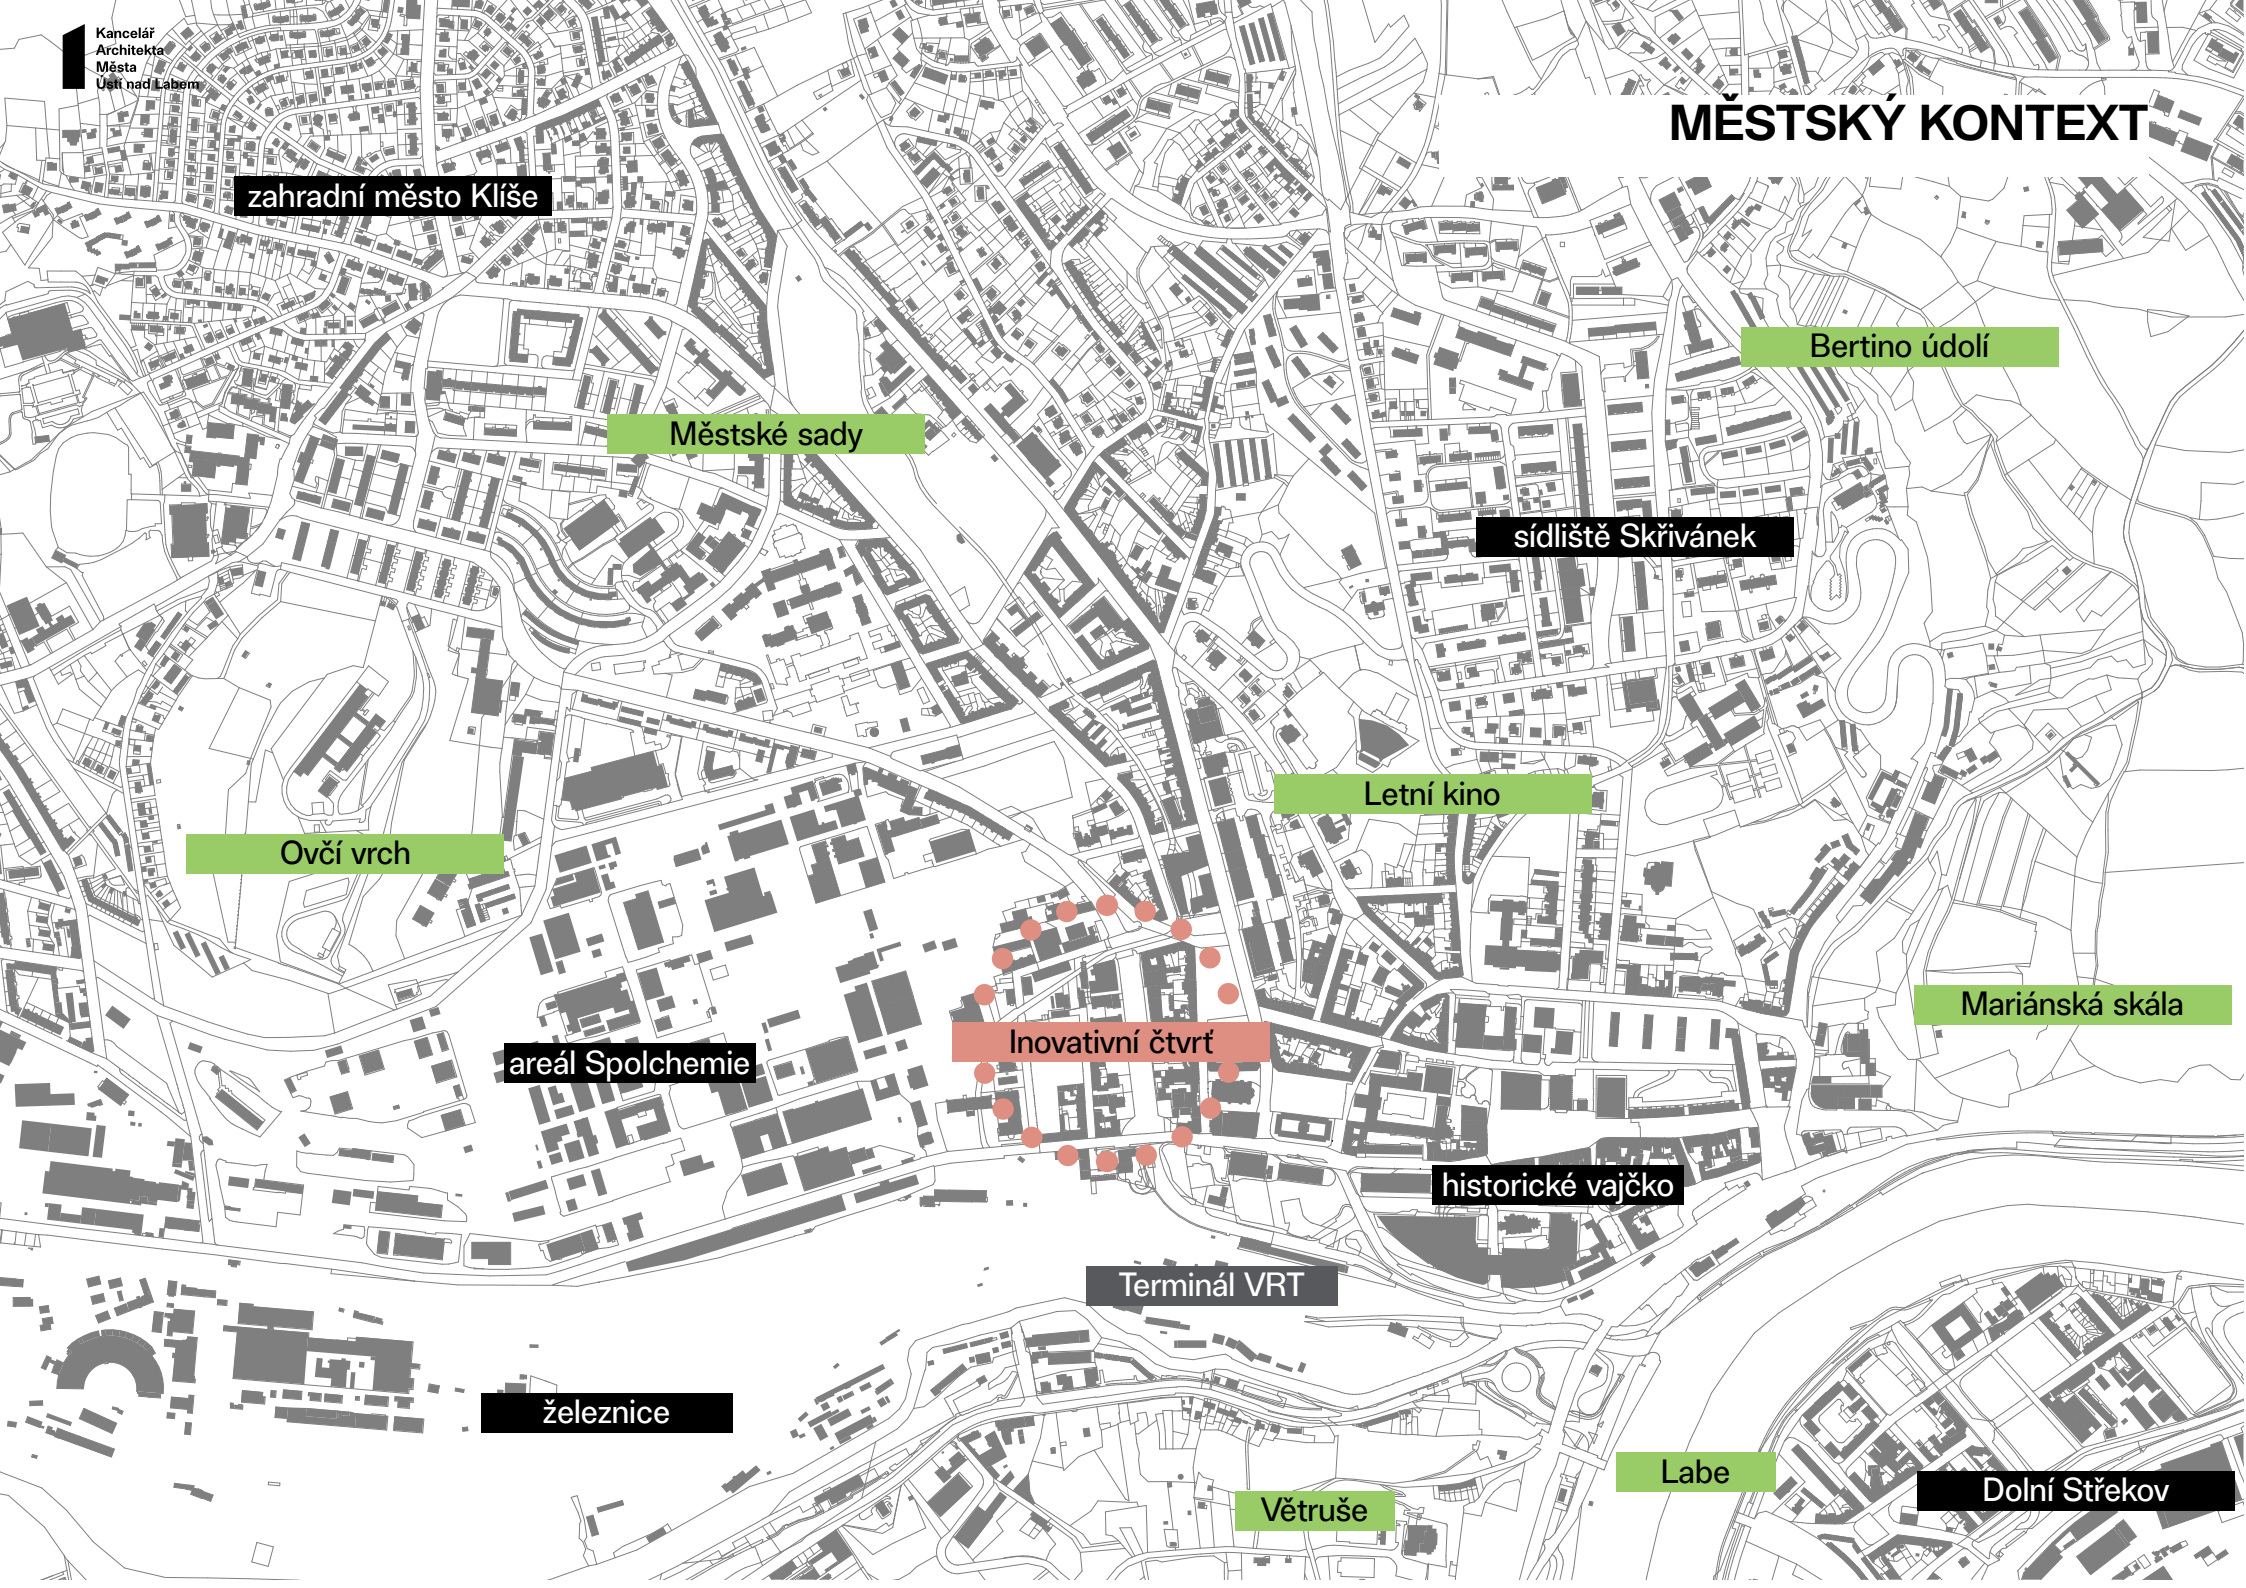 Kancelář
Architekta
Města
Ústí nad Labem
MĚSTSKÝ KONTEXT
zahradní město Klíše
Bertino údolí
Městské sady
sídliště Skřivánek
Letní kino
Ovčí vrch
Mariánská skála
Inovativní čtvrť
areál Spolchemie
historické vajčko
Terminál VRT
železnice
Labe
Dolní Střekov
Větruše